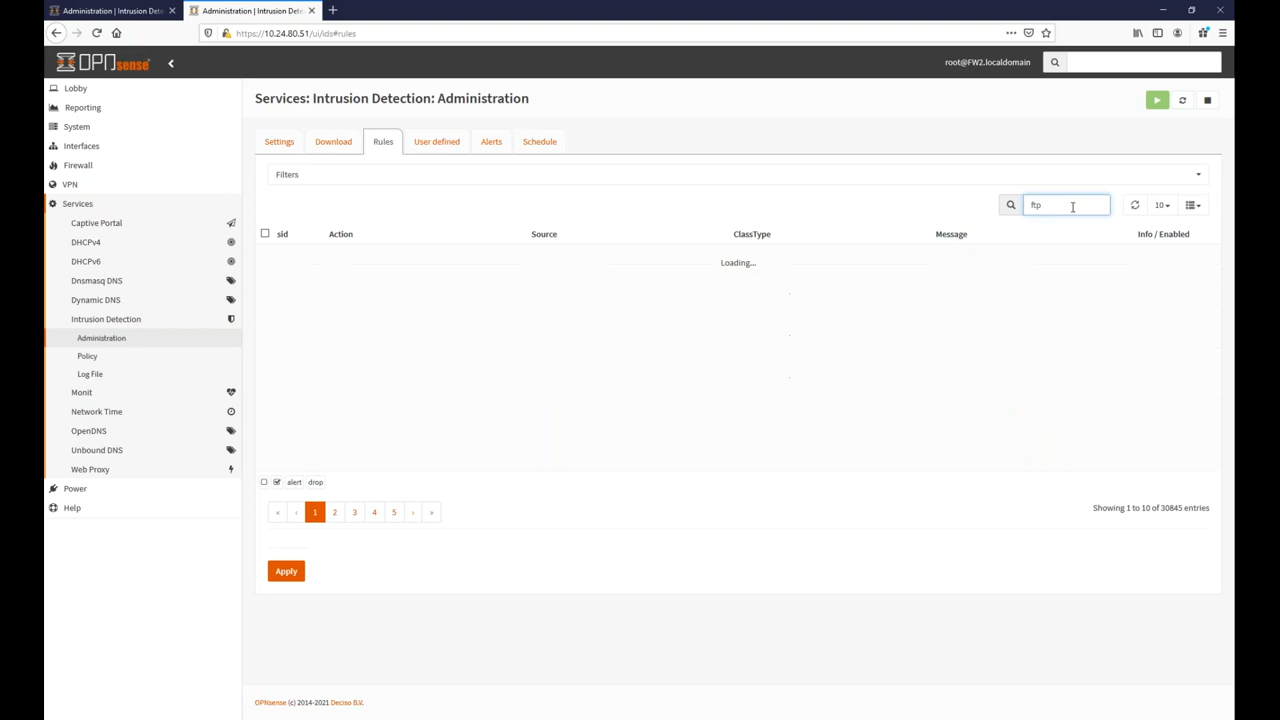 Administration | Intrusion Dete
Administration | Intrusion Dete
https://10.24.80.51/ui/ids#rules
OPNsense
root@FW2.localdomain
Lobby
Reporting
System
Interfaces
Firewall
VPN
Services
Captive Portal
DHCPv4
DHCPv6
Dnsmasq DNS
Dynamic DNS
Intrusion Detection
Administration
Policy
Log File
Monit
Network Time
OpenDNS
Unbound DNS
Web Proxy
Power
Help
Services: Intrusion Detection: Administration
Settings Download Rules User defined Alerts Schedule
Filters
ftp 10
sid Action Source ClassType Message Info / Enabled
Loading...
alert drop
« ‹ 1 2 3 4 5 › »
Showing 1 to 10 of 30845 entries
Apply
OPNsense (c) 2014-2021 Deciso B.V.